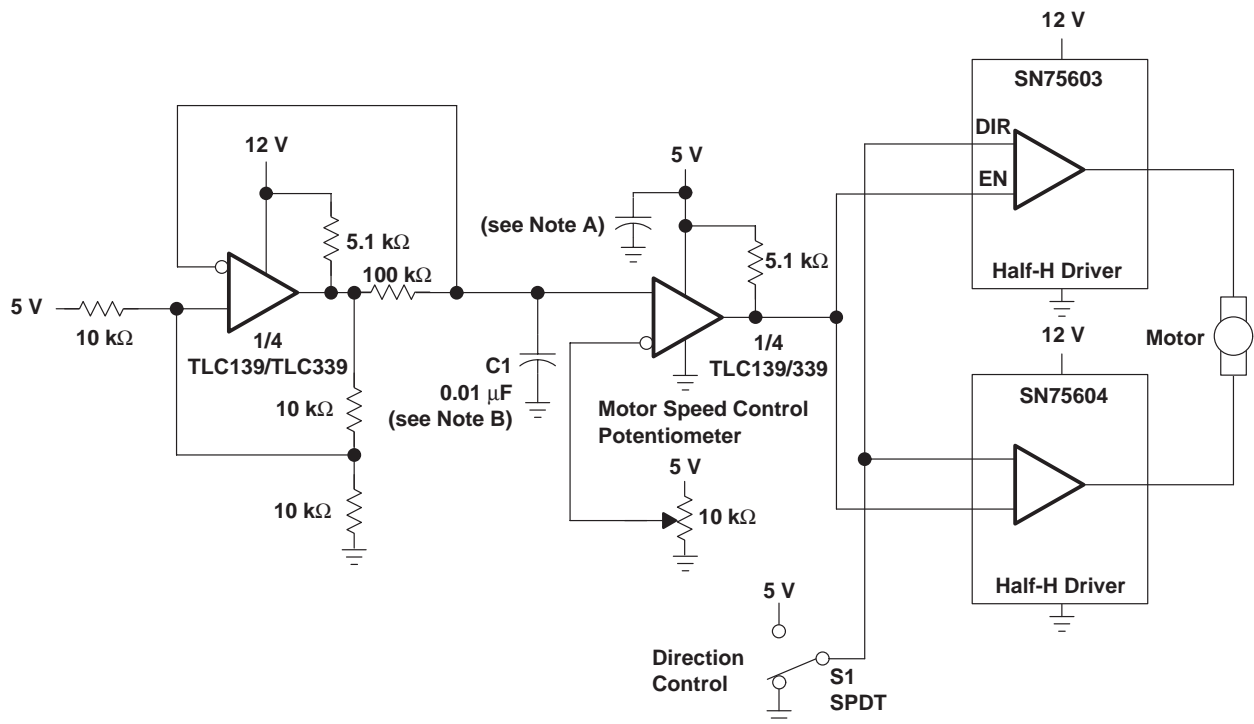 12 V
SN75603
DIR
EN
Half-H Driver
12 V
5.1 kΩ
100 kΩ
5 V
10 kΩ
1/4
TLC139/TLC339
10 kΩ
10 kΩ
C1
0.01 μF
(see Note B)
5 V
(see Note A)
5.1 kΩ
1/4
TLC139/339
Motor Speed Control
Potentiometer
5 V
10 kΩ
Motor
12 V
SN75604
Half-H Driver
5 V
Direction
Control
S1
SPDT